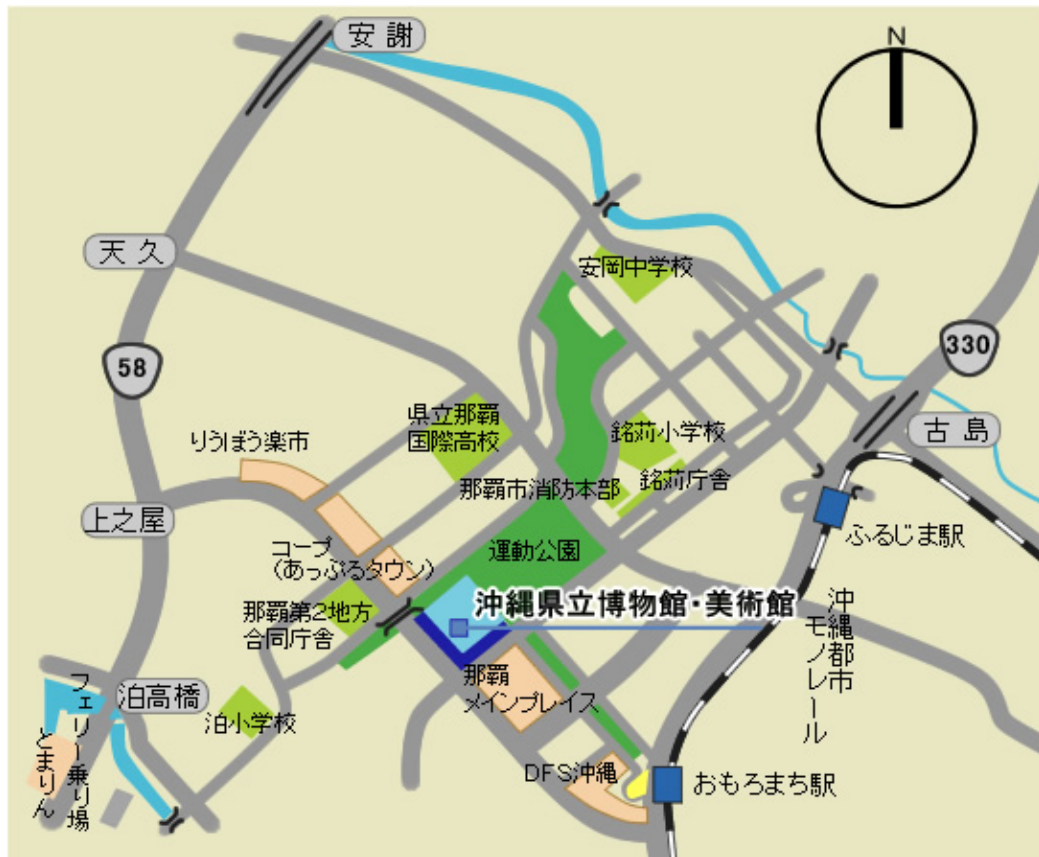 安謝
N
天久
安岡中学校
58
330
県立那覇
国際高校
銘苅小学校
古島
りうぼう楽市
那覇市消防本部
銘苅庁舎
上之屋
ふるじま駅
コープ
(あっぷるタウン)
運動公園
沖縄県立博物館・美術館
那覇第2地方
合同庁舎
沖縄都市
モノレール
那覇
メインプレイス
泊高橋
泊小学校
フェリー乗り場
とまりん
DFS沖縄
おもろまち駅